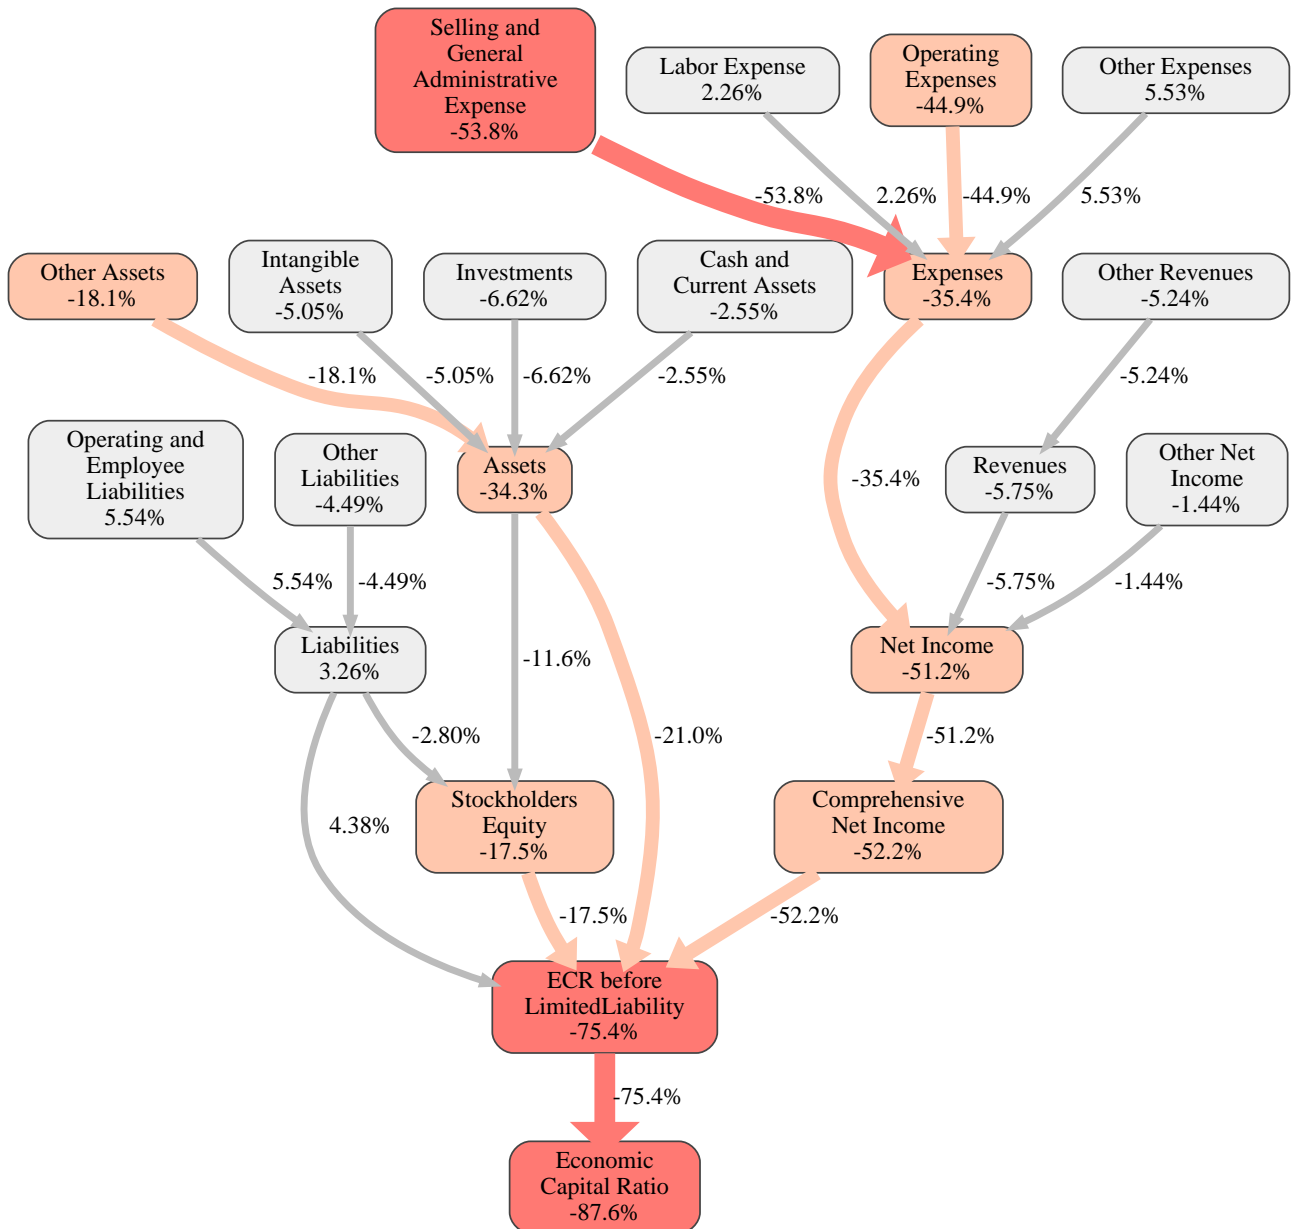 Selling and
General
Administrative
Expense
-53.8%
Labor Expense
2.26%
Operating
Expenses
-44.9%
Other Expenses
5.53%
-53.8%
2.26%
-44.9%
5.53%
Other Assets
-18.1%
Intangible
Assets
-5.05%
Investments
-6.62%
Cash and
Current Assets
-2.55%
Expenses
-35.4%
Other Revenues
-5.24%
-18.1%
-5.05%
-6.62%
-2.55%
-5.24%
Operating and
Employee
Liabilities
5.54%
Other
Liabilities
-4.49%
Assets
-34.3%
-35.4%
Revenues
-5.75%
Other Net
Income
-1.44%
5.54%
-4.49%
-5.75%
-1.44%
Liabilities
3.26%
-11.6%
Net Income
-51.2%
-2.80%
-21.0%
-51.2%
4.38%
Stockholders
Equity
-17.5%
Comprehensive
Net Income
-52.2%
-17.5%
-52.2%
ECR before
LimitedLiability
-75.4%
-75.4%
Economic
Capital Ratio
-87.6%